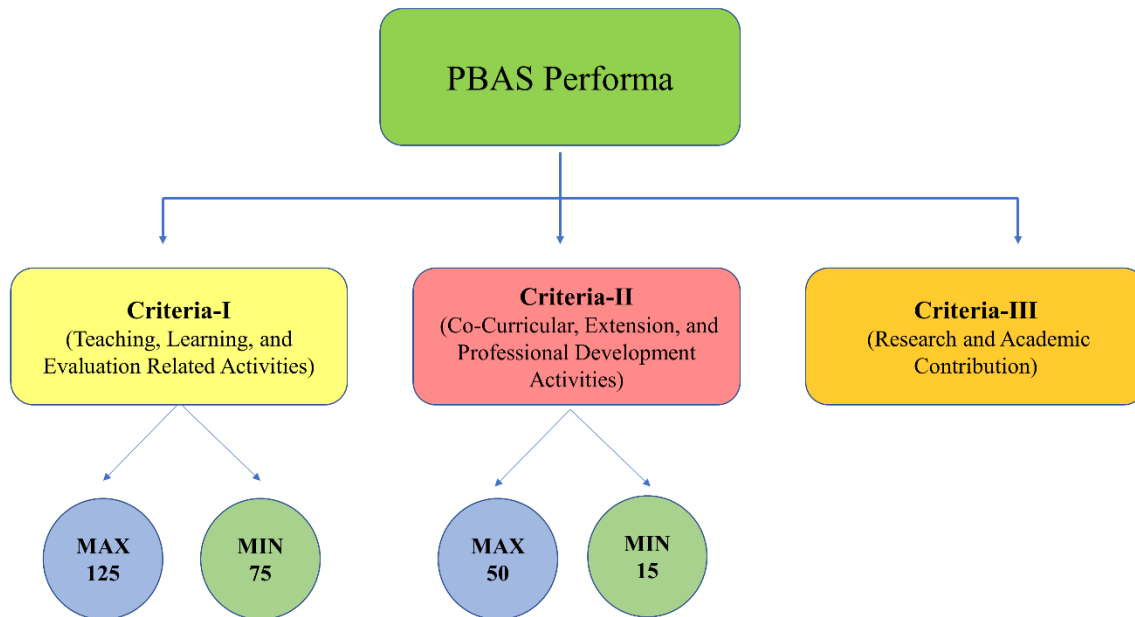 PBAS Performa
Criteria-I
(Teaching, Learning, and
Evaluation Related Activities)
Criteria-II
(Co-Curricular, Extension, and
Professional Development
Activities)
Criteria-III
(Research and Academic
Contribution)
MAX
125
MIN
75
MAX
50
MIN
15